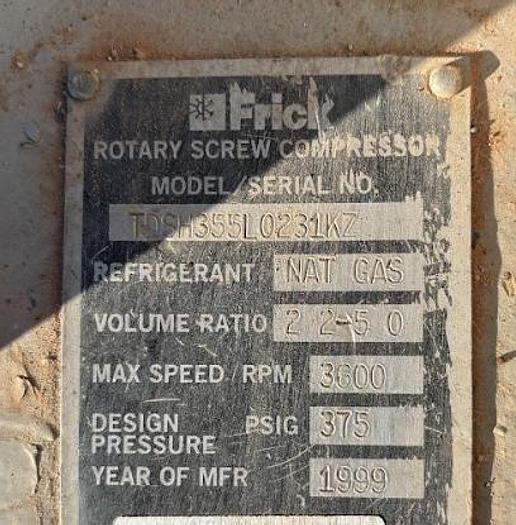 Frick
ROTARY SCREW COMPRESSOR
MODEL/SERIAL NO.
TDSH355L0231KZ
REFRIGERANT NAT GAS
VOLUME RATIO 2 2-5 0
MAX SPEED/RPM 3600
DESIGN PRESSURE PSIG 375
YEAR OF MFR 1999